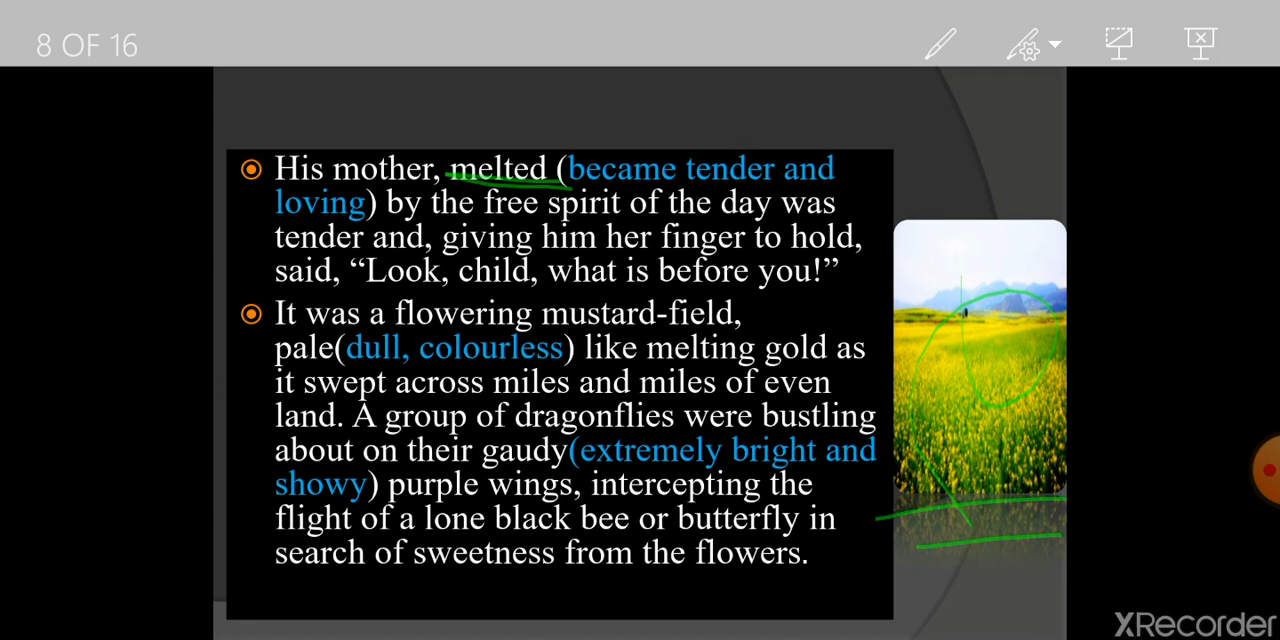 8 OF 16
His mother, melted (became tender and
loving) by the free spirit of the day was
tender and, giving him her finger to hold,
said, “Look, child, what is before you!”
It was a flowering mustard-field,
pale(dull, colourless) like melting gold as
it swept across miles and miles of even
land. A group of dragonflies were bustling
about on their gaudy(extremely bright and
showy) purple wings, intercepting the
flight of a lone black bee or butterfly in
search of sweetness from the flowers.
XRecorder